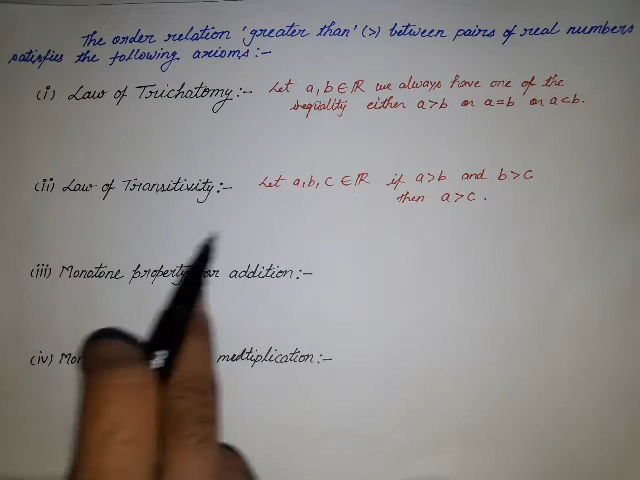 The order relation 'greater than' (>) between pairs of real numbers
satisfies the following axioms:-
(i) Law of Trichotomy:- Let a, b ∈ ℝ we always have one of the
inequality either a>b or a=b or a<b.
(ii) Law of Transitivity:- Let a, b, c ∈ ℝ if a>b and b>c
then a>c.
(iii) Monotone property addition:-
(iv) multiplication:-